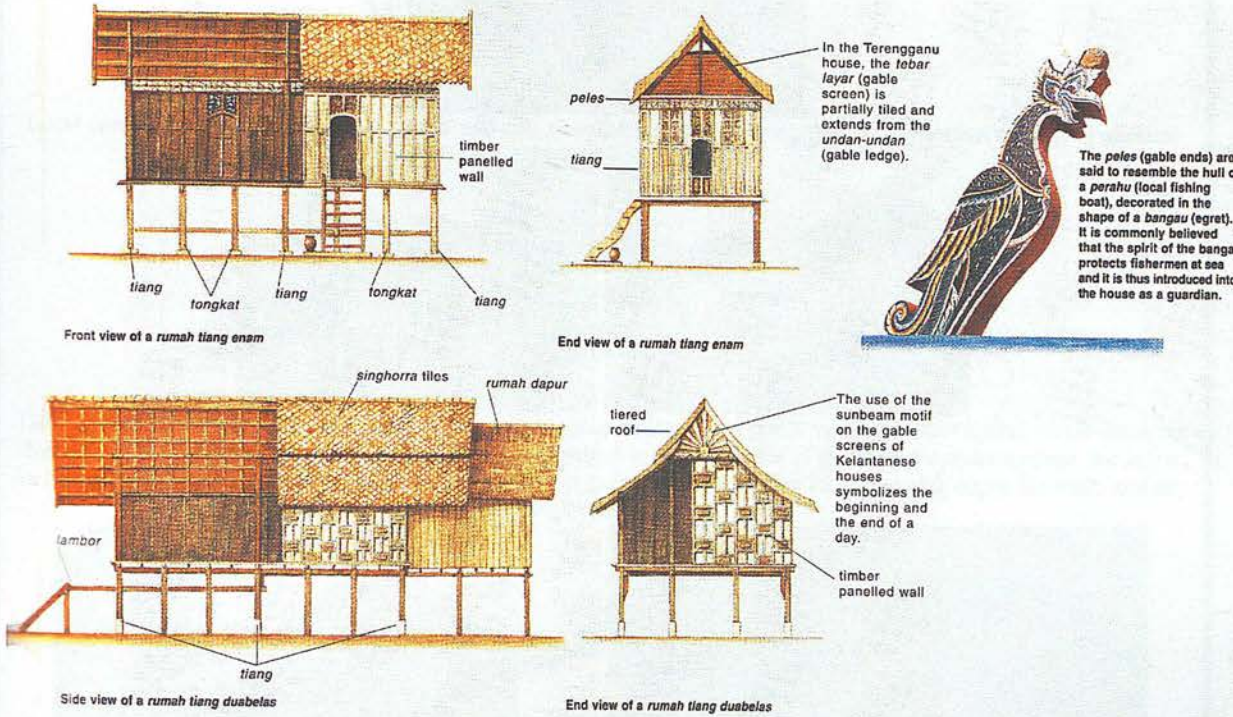 In the Terengganu
house, the tebar
layar (gable
screen) is
partially tiled and
extends from the
undan-undan
(gable ledge).
peles
tiang
timber
panelled
wall
The peles (gable ends) are
said to resemble the hull
a perahu (local fishing
boat), decorated in the
shape of a bangau (egret).
It is commonly believed
that the spirit of the
protects fishermen at sea
and it is thus introduced
the house as a guardian.
tiang
tongkat
tiang
tongkat
tiang
Front view of a rumah tiang enam
End view of a rumah tiang enam
singhorra tiles
rumah dapur
lambor
tiang
tiered
roof
The use of the
sunbeam motif
on the gable
screens of
Kelantanese
houses
symbolizes the
beginning and
the end of a
day.
timber
panelled wall
Side view of a rumah tiang duabelas
End view of a rumah tiang duabelas